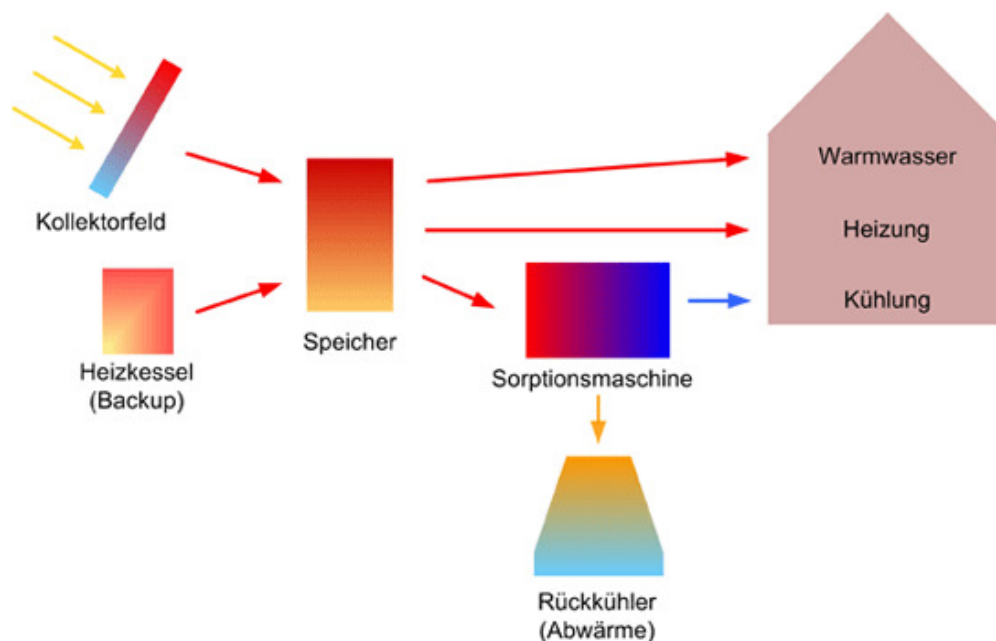 Kollektorfeld
Heizkessel
(Backup)
Speicher
Sorptionsmaschine
Rückkühler
(Abwärme)
Warmwasser
Heizung
Kühlung